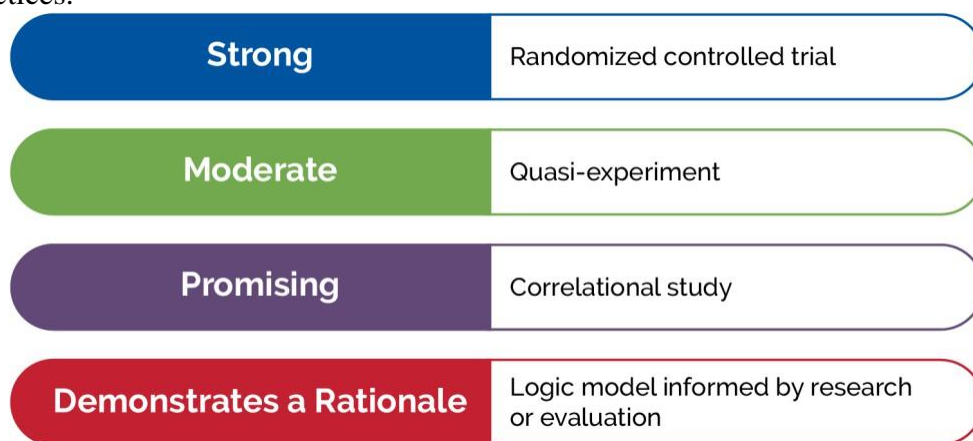 Strong
Randomized controlled trial
Moderate
Quasi-experiment
Promising
Correlational study
Demonstrates a Rationale
Logic model informed by research
or evaluation